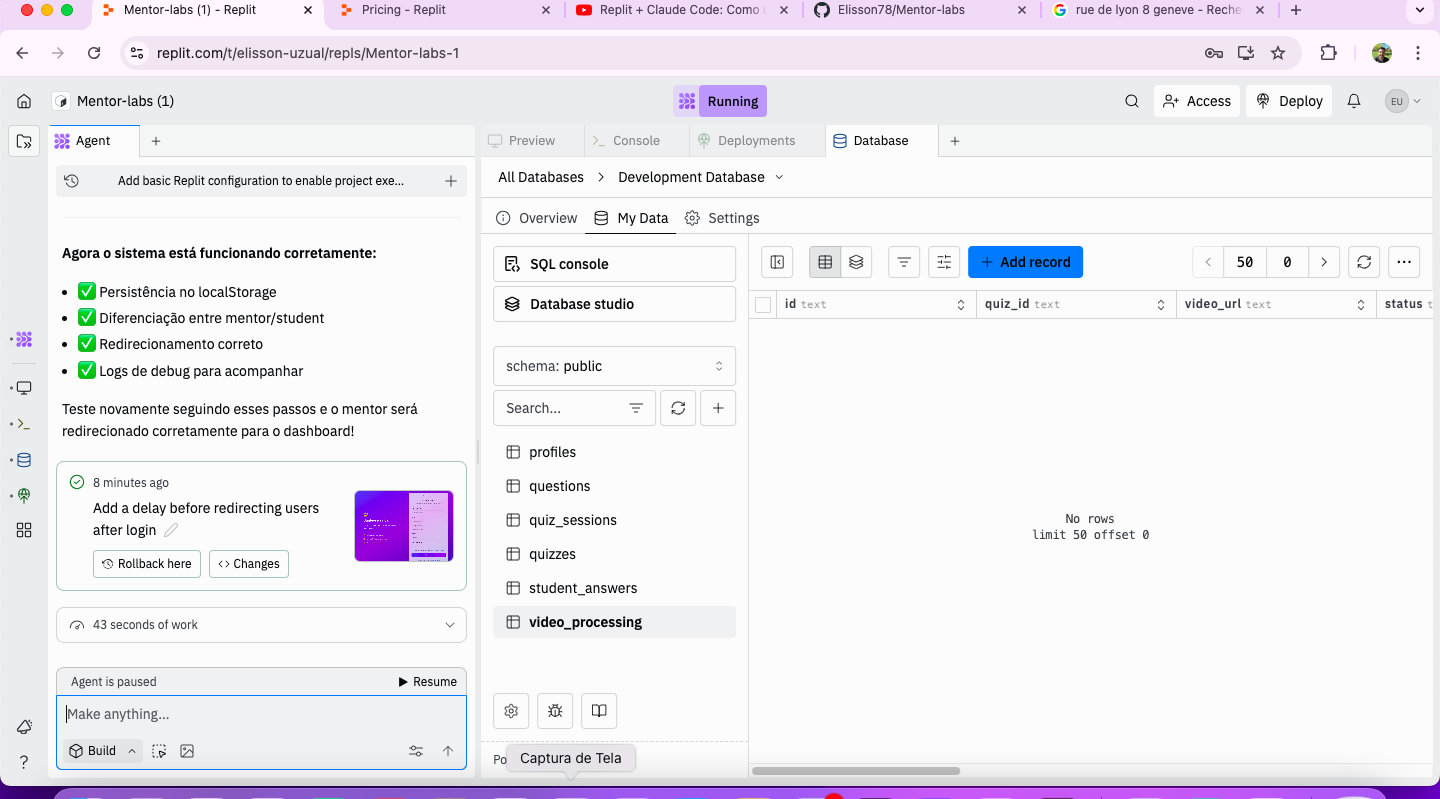 Mentor-labs (1) - Replit
Pricing - Replit
Replit + Claude Code: Como
Elisson78/Mentor-labs
rue de lyon 8 geneve - Reche
replit.com/t/elisson-uzual/repls/Mentor-labs-1
Mentor-labs (1)
Running
Access
Deploy
EU
Agent
Preview
Console
Deployments
Database
Add basic Replit configuration to enable project exe...
All Databases > Development Database
Overview
My Data
Settings
Agora o sistema está funcionando corretamente:
Persistência no localStorage
Diferenciação entre mentor/student
Redirecionamento correto
Logs de debug para acompanhar
Teste novamente seguindo esses passos e o mentor será
redirecionado corretamente para o dashboard!
8 minutes ago
Add a delay before redirecting users
after login
Rollback here
Changes
43 seconds of work
Agent is paused
Resume
Make anything...
Build
SQL console
Database studio
schema: public
Search...
profiles
questions
quiz_sessions
quizzes
student_answers
video_processing
Po
Captura de Tela
Add record
50
0
id text
quiz_id text
video_url text
status
No rows
limit 50 offset 0